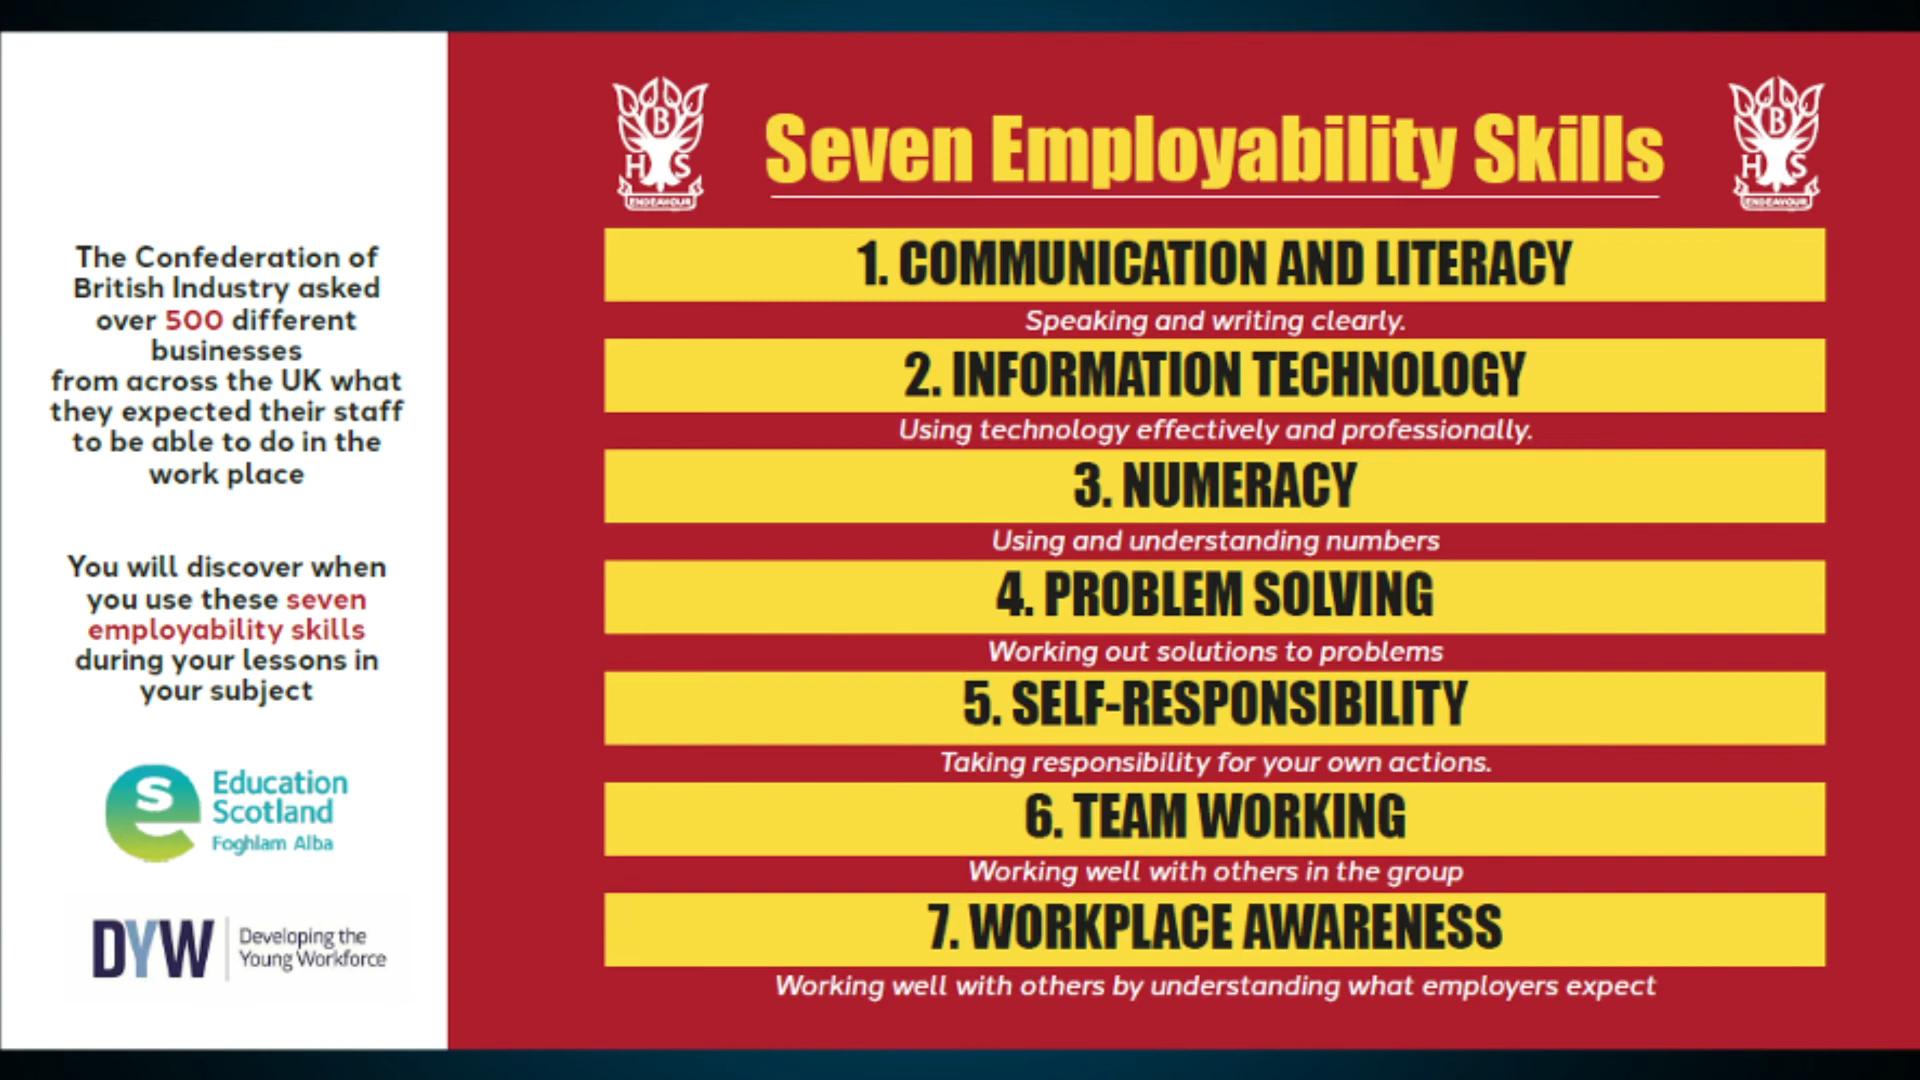 The Confederation of
British Industry asked
over 500 different
businesses
from across the UK what
they expected their staff
to be able to do in the
work place
You will discover when
you use these seven
employability skills
during your lessons in
your subject
Education
Scotland
Foghlam Alba
DYW
Developing the
Young Workforce
B
H S
ENDEAVOUR
Seven Employability Skills
B
H S
ENDEAVOUR
1. COMMUNICATION AND LITERACY
Speaking and writing clearly.
2. INFORMATION TECHNOLOGY
Using technology effectively and professionally.
3. NUMERACY
Using and understanding numbers
4. PROBLEM SOLVING
Working out solutions to problems
5. SELF-RESPONSIBILITY
Taking responsibility for your own actions.
6. TEAM WORKING
Working well with others in the group
7. WORKPLACE AWARENESS
Working well with others by understanding what employers expect